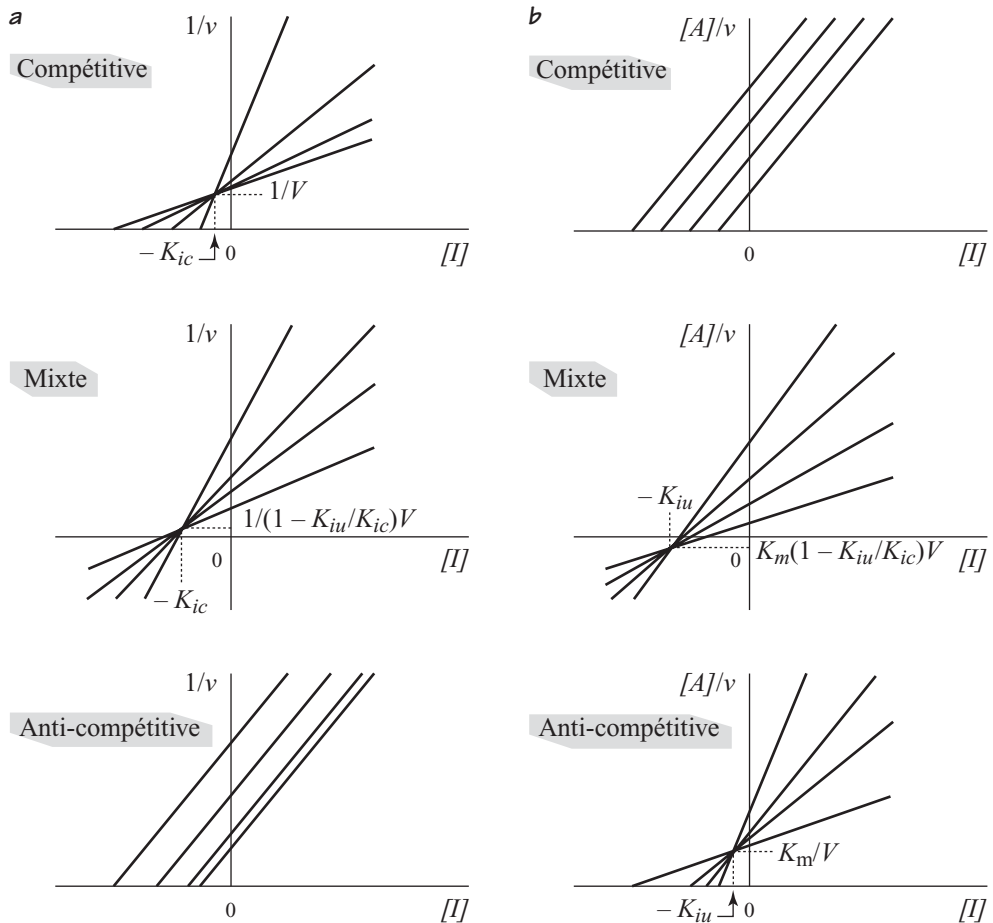 a
1/v
Compétitive
1/V
– K_ic
0
[I]
b
[A]/v
Compétitive
0
[I]
1/v
Mixte
1/(1 – K_iu/K_ic)V
0
[I]
– K_ic
[A]/v
Mixte
– K_iu
0
K_m(1 – K_iu/K_ic)V
[I]
1/v
Anti-compétitive
0
[I]
[A]/v
Anti-compétitive
K_m/V
– K_iu
0
[I]